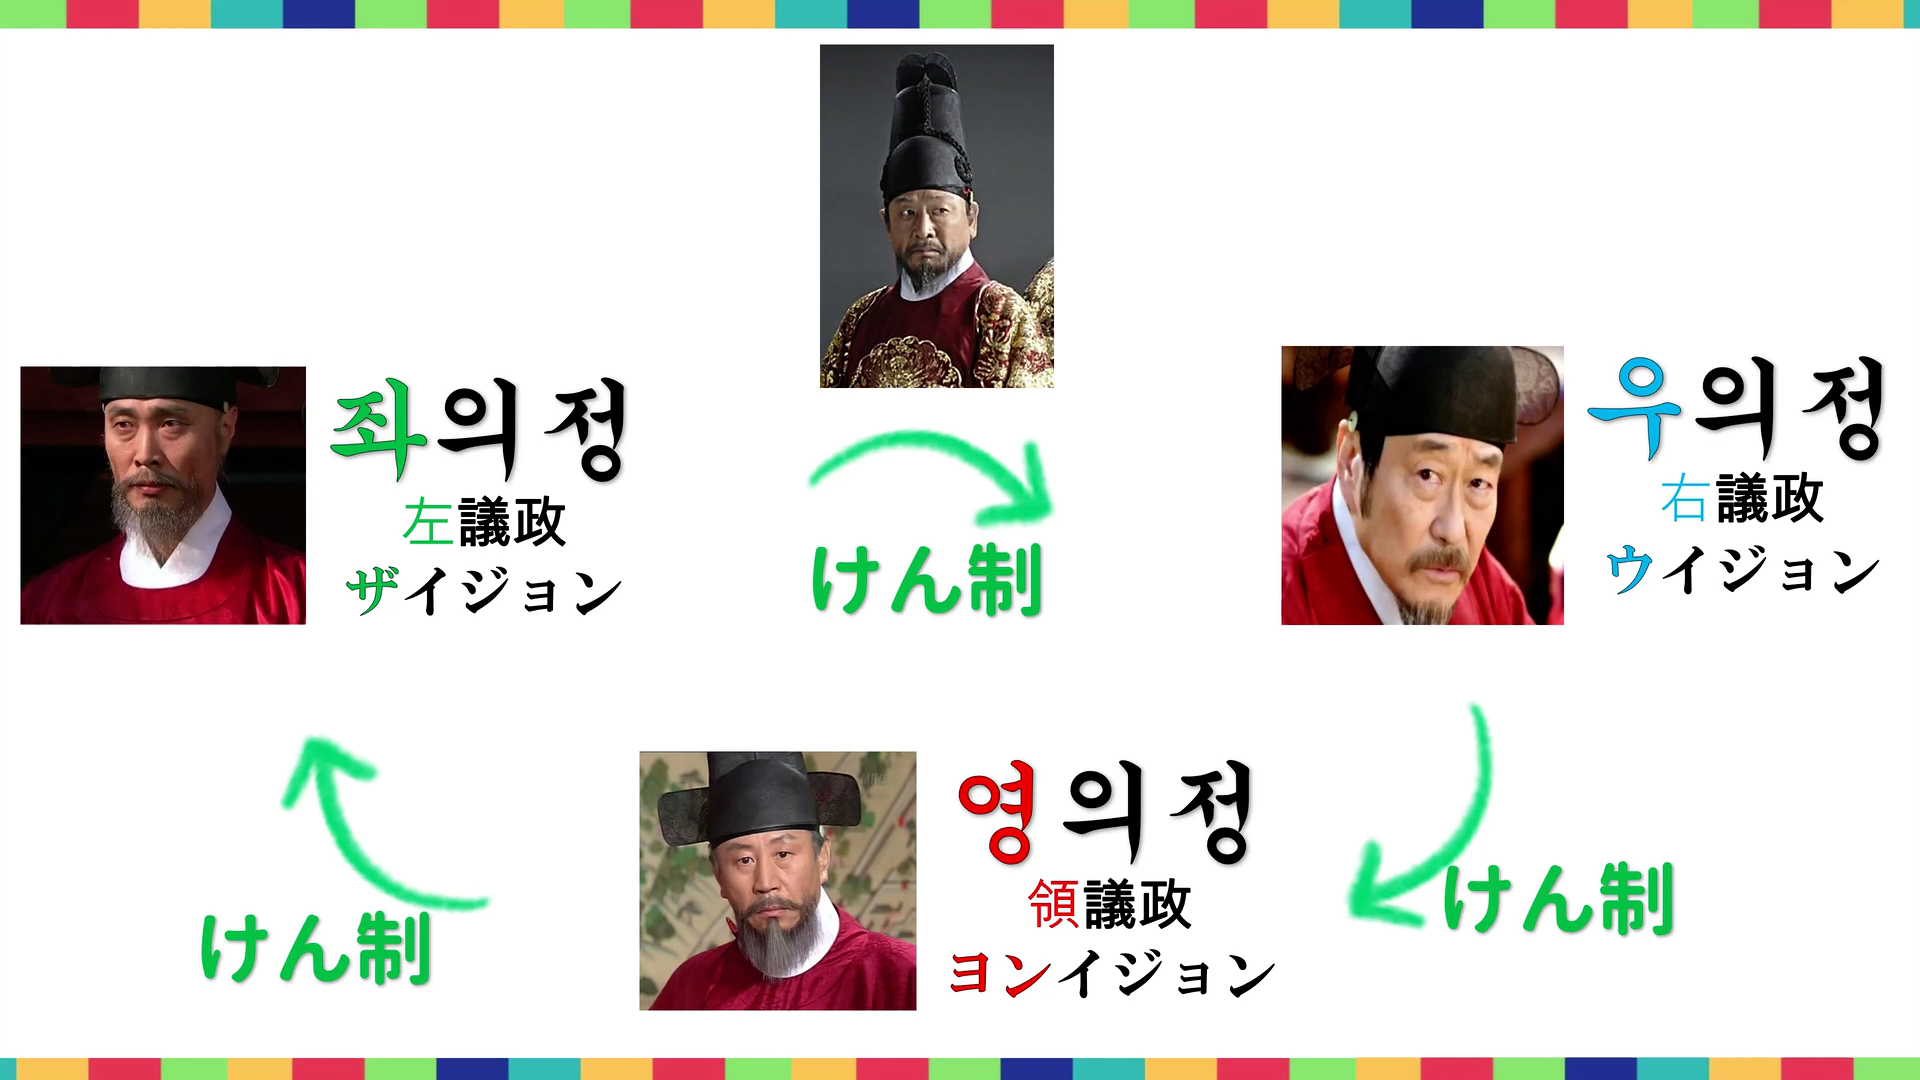 좌의정
左議政
ザイジョン
けん制
우의정
右議政
ウイジョン
けん制
영의정
領議政
ヨンイジョン
けん制